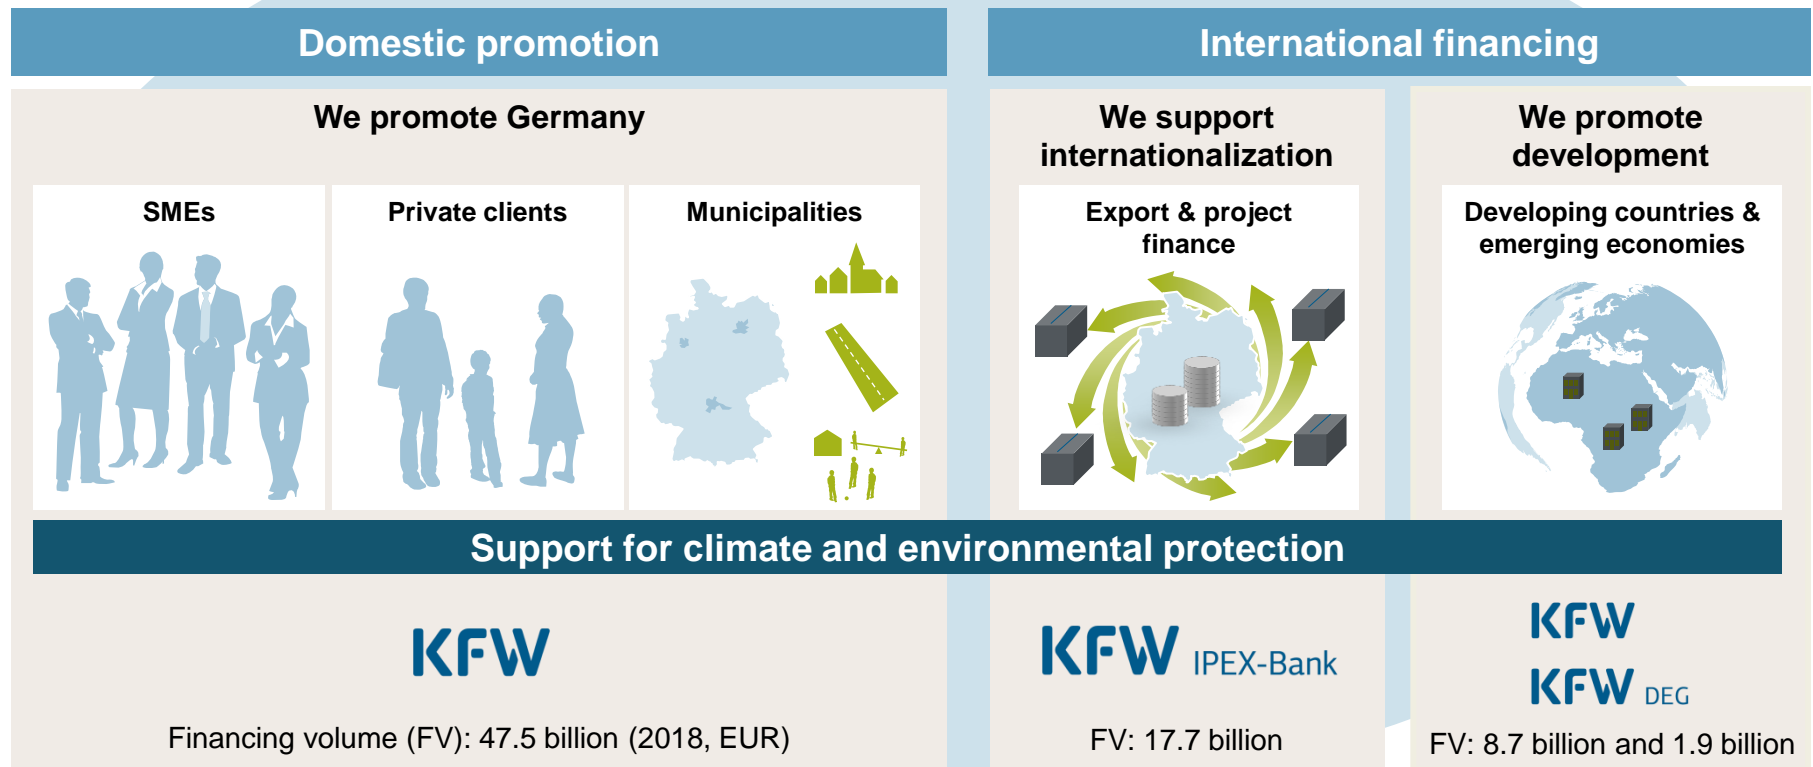 Domestic promotion
International financing
We promote Germany
SMEs
Private clients
Municipalities
We support
internationalization
Export & project
finance
We promote
development
Developing countries &
emerging economies
Support for climate and environmental protection
KFW
Financing volume (FV): 47.5 billion (2018, EUR)
KFW IPEX-Bank
FV: 17.7 billion
KFW
KFW DEG
FV: 8.7 billion and 1.9 billion